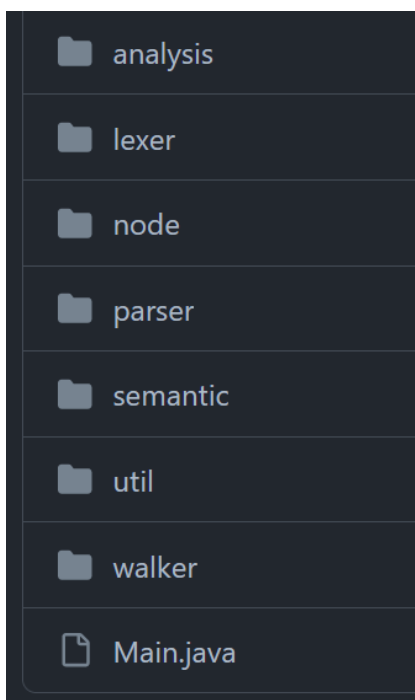 analysis
lexer
node
parser
semantic
util
walker
Main.java